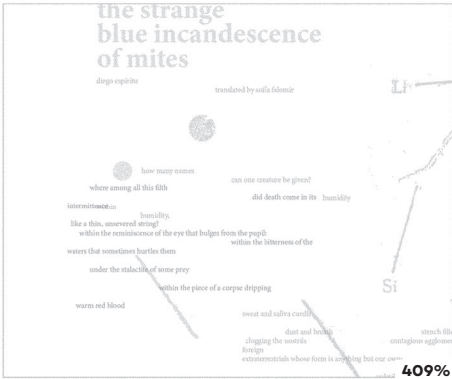 the strange
blue incandescence
of mites
diego espíritu
translated by sofía falomir
Li
how many names
can one creature be given?
where among all this filth
did death come in its humidity
intermittence within
humidity,
like a thin, unsevered string?
within the reminiscence of the eye that bulges from the pupil:
within the bitterness of the
waters that sometimes hurtles them
under the stalactite of some prey
within the piece of a corpse dripping
Si
warm red blood
sweat and saliva
dust and breath
stench
clogging the nostrils
contagious
foreign
extraterrestrials whose form is anything but our own
409%